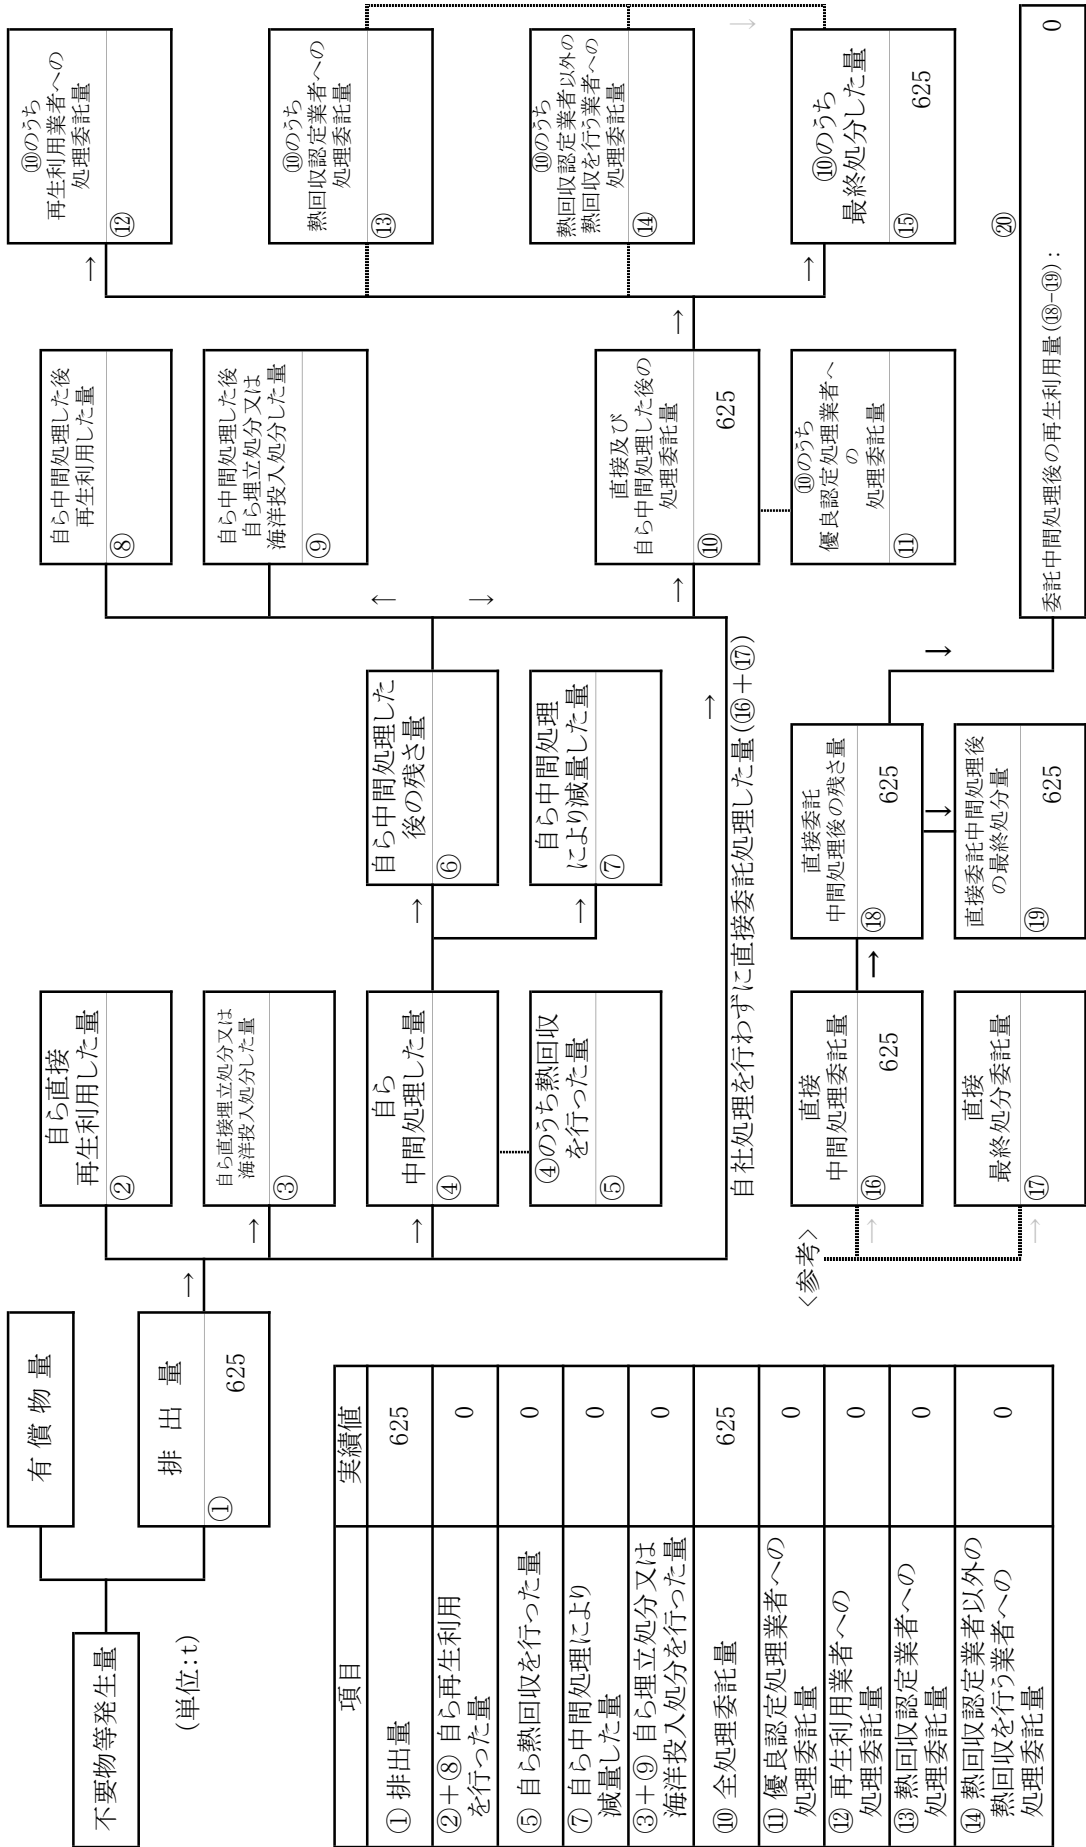 不要物等発生量
(単位:t)
有 償 物 量
排 出 量
①
625
→
自ら直接
再生利用した量
②
→
自ら直接埋立処分又は
海洋投入処分した量
③
→
自ら
中間処理した量
④
④のうち熱回収
を行った量
⑤
→
自ら中間処理した
後の残さ量
⑥
→
自ら中間処理
により減量した量
⑦
↑
↓
自ら中間処理した後
再生利用した量
⑧
自ら中間処理した後
自ら埋立処分又は
海洋投入処分した量
⑨
→
自社処理を行わずに直接委託処理した量(⑯+⑰)
→
直接及び
自ら中間処理した後の
処理委託量
⑩
625
⑩のうち
優良認定処理業者へ
の
処理委託量
⑪
→
→
⑩のうち
再生利用業者への
処理委託量
⑫
⑩のうち
熱回収認定業者への
処理委託量
⑬
⑩のうち
熱回収認定業者以外の
熱回収を行う業者への
処理委託量
⑭
→
→
⑩のうち
最終処分した量
⑮
625
<参考>
→
直接
中間処理委託量
⑯
625
→
直接
最終処分委託量
⑰
→
直接委託
中間処理後の残さ量
⑱
625
→
直接委託中間処理後
の最終処分量
⑲
625
→
⑳
委託中間処理後の再生利用量(⑱-⑲):
0
項目
実績値
① 排出量
625
②+⑧ 自ら再生利用
を行った量
0
⑤ 自ら熱回収を行った量
0
⑦ 自ら中間処理により
減量した量
0
③+⑨ 自ら埋立処分又は
海洋投入処分を行った量
0
⑩ 全処理委託量
625
⑪ 優良認定処理業者への
処理委託量
0
⑫ 再生利用業者への
処理委託量
0
⑬ 熱回収認定業者への
処理委託量
0
⑭ 熱回収認定業者以外の
熱回収を行う業者への
処理委託量
0